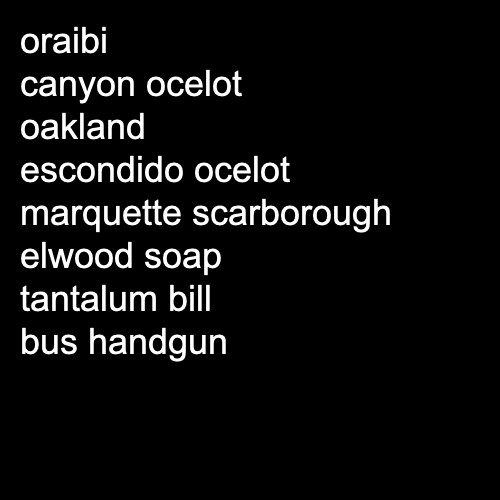 oraibi
canyon ocelot
oakland
escondido ocelot
marquette scarborough
elwood soap
tantalum bill
bus handgun